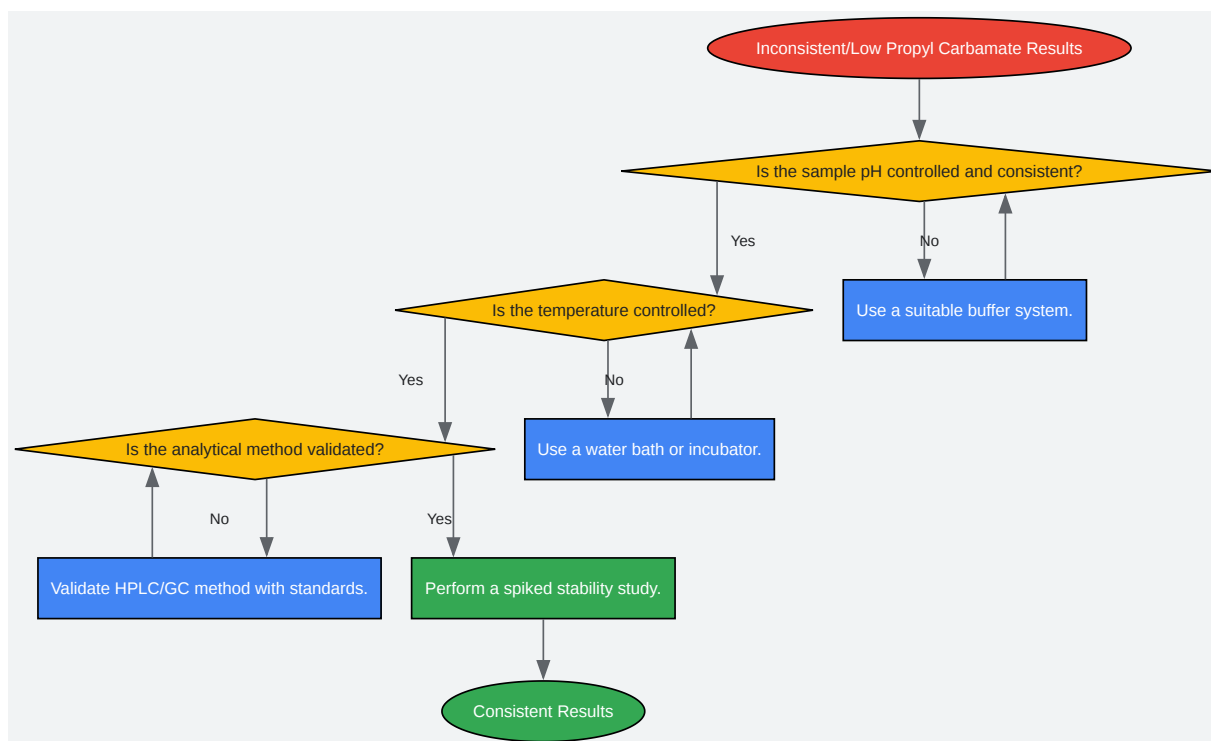 Inconsistent/Low Propyl Carbamate Results
Is the sample pH controlled and consistent?
Yes
No
Is the temperature controlled?
Use a suitable buffer system.
Yes
No
Is the analytical method validated?
Use a water bath or incubator.
No
Yes
Validate HPLC/GC method with standards.
Perform a spiked stability study.
Consistent Results